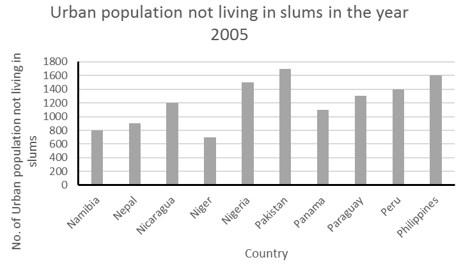 Urban population not living in slums in the year
2005
No. of Urban population not living in
slums
1800
1600
1400
1200
1000
800
600
400
200
0
Namibia
Nepal
Nicaragua
Niger
Nigeria
Pakistan
Panama
Paraguay
Peru
Philippines
Country